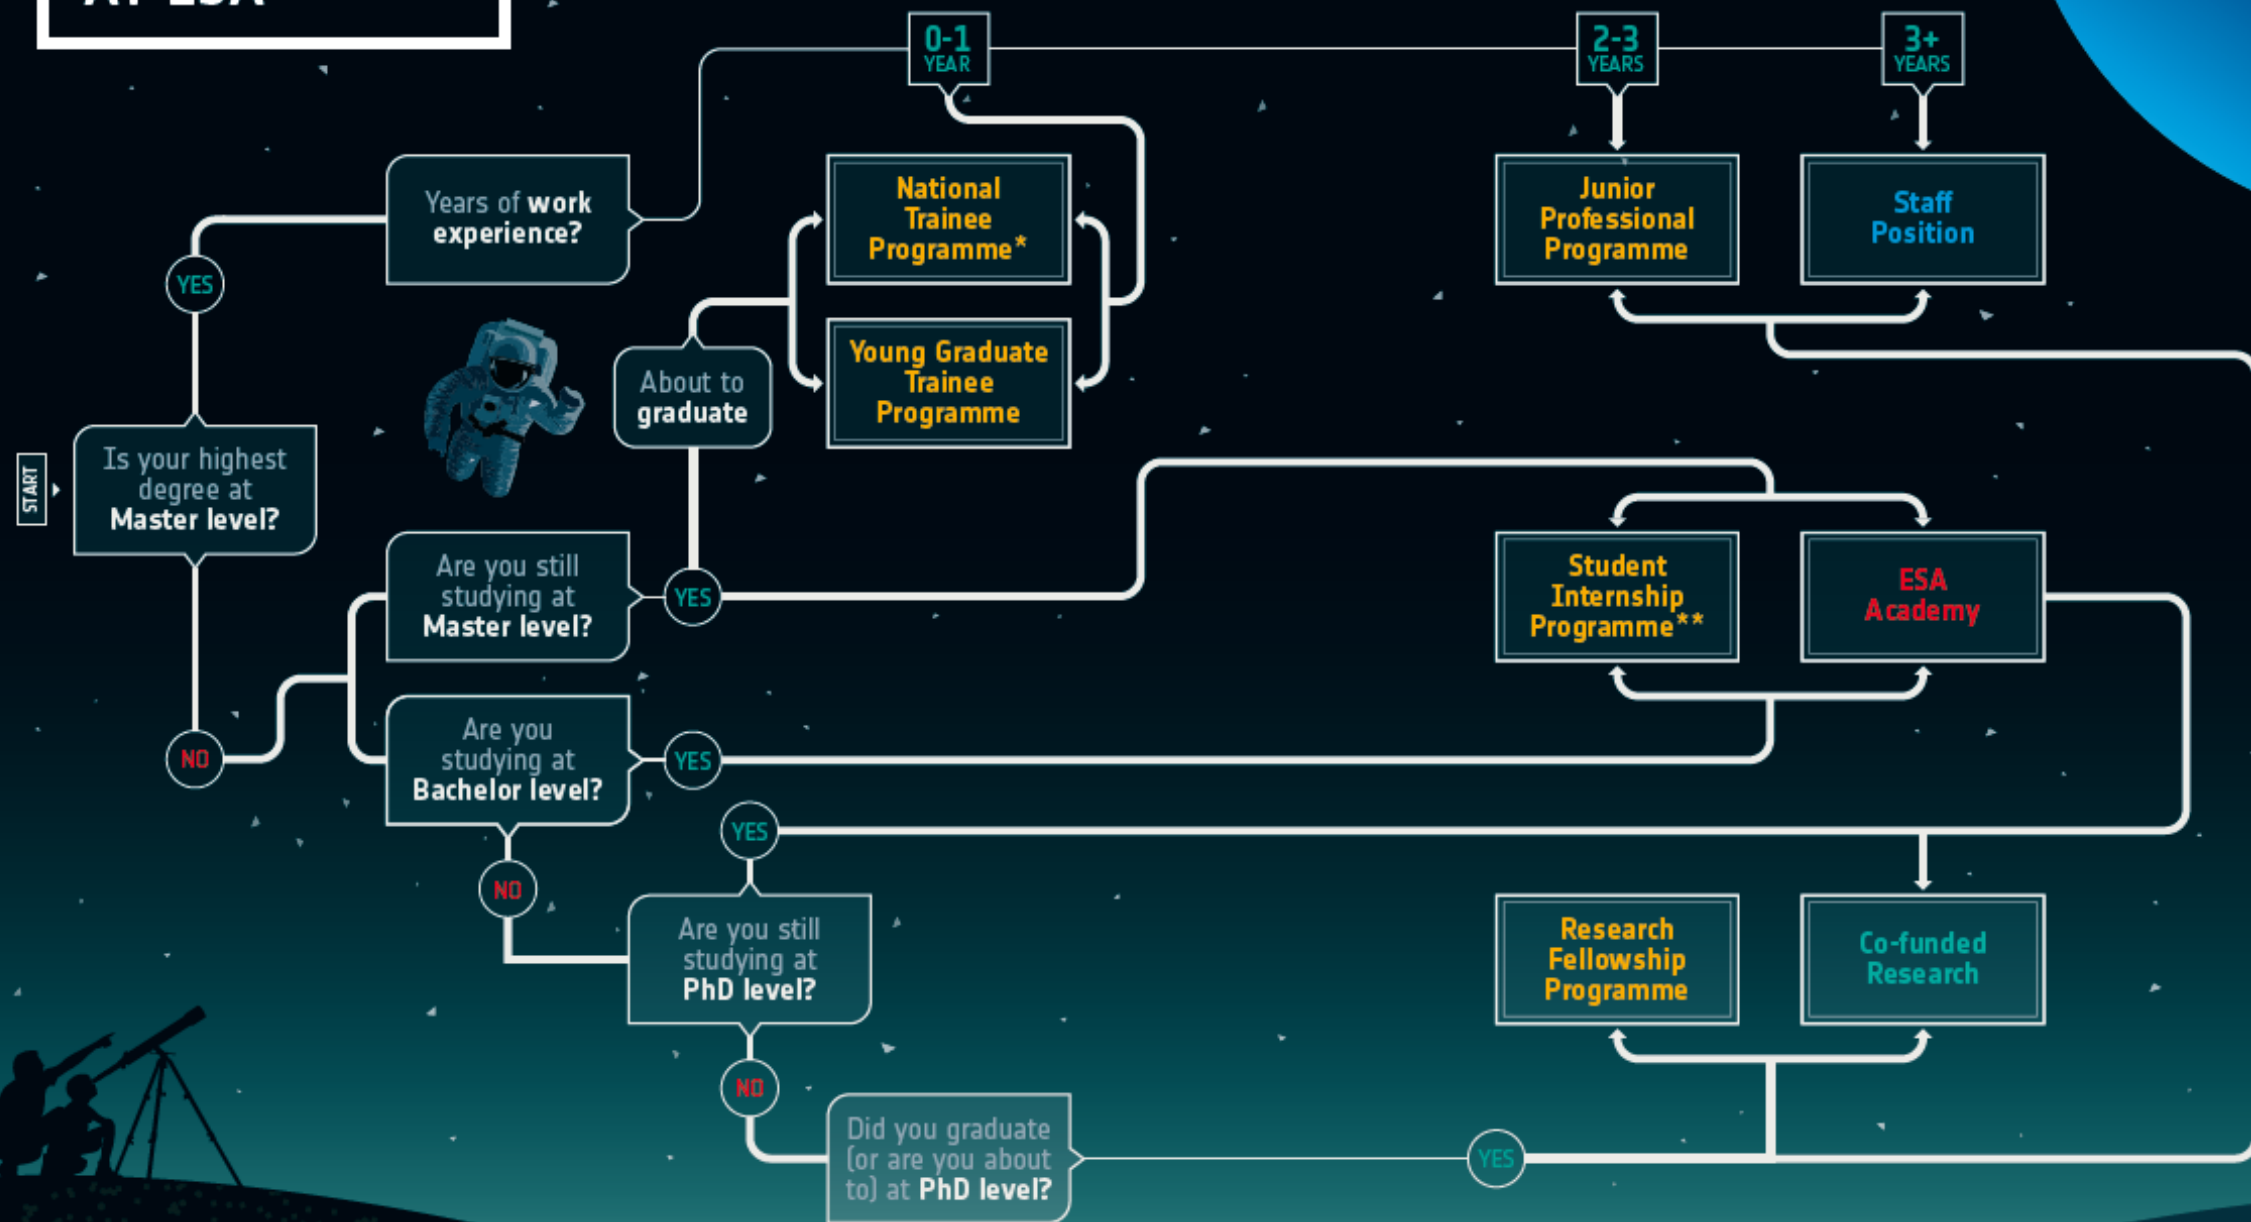 AT ESA
0-1
YEAR
2-3
YEARS
3+
YEARS
Years of work
experience?
National
Trainee
Programme*
Junior
Professional
Programme
Staff
Position
YES
Young Graduate
Trainee
Programme
About to
graduate
START
Is your highest
degree at
Master level?
Are you still
studying at
Master level?
YES
Student
Internship
Programme**
ESA
Academy
NO
Are you
studying at
Bachelor level?
YES
YES
NO
Are you still
studying at
PhD level?
Research
Fellowship
Programme
Co-funded
Research
NO
Did you graduate
(or are you about
to) at PhD level?
YES